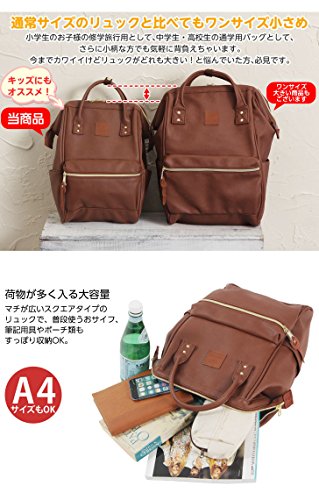 通常サイズのリュックと比べてもワンサイズ小さめ
小学生のお子様の修学旅行用として、中学生・高校生の通学用バッグとして、
さらに小柄な方でも気軽に背負えちゃいます。
今までカワイイけどリュックがどれも大きい！と悩んでいた方、必見です。
キッズにも
オススメ！
当商品
ワンサイズ
大きい商品も
ございます
荷物が多く入る大容量
マチが広いスクエアタイプの
リュックで、普段使うおサイフ、
筆記用具やポーチ類も
すっぽり収納OK。
A4
サイズもOK